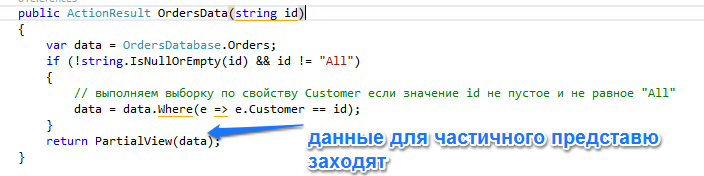 public ActionResult OrdersData(string id)
{
var data = OrdersDatabase.Orders;
if (!string.IsNullOrEmpty(id) && id != "All")
{
// выполняем выборку по свойству Customer если значение id не пустое и не равное "All"
data = data.Where(e => e.Customer == id);
}
return PartialView(data);
}
данные для частичного представю
заходят